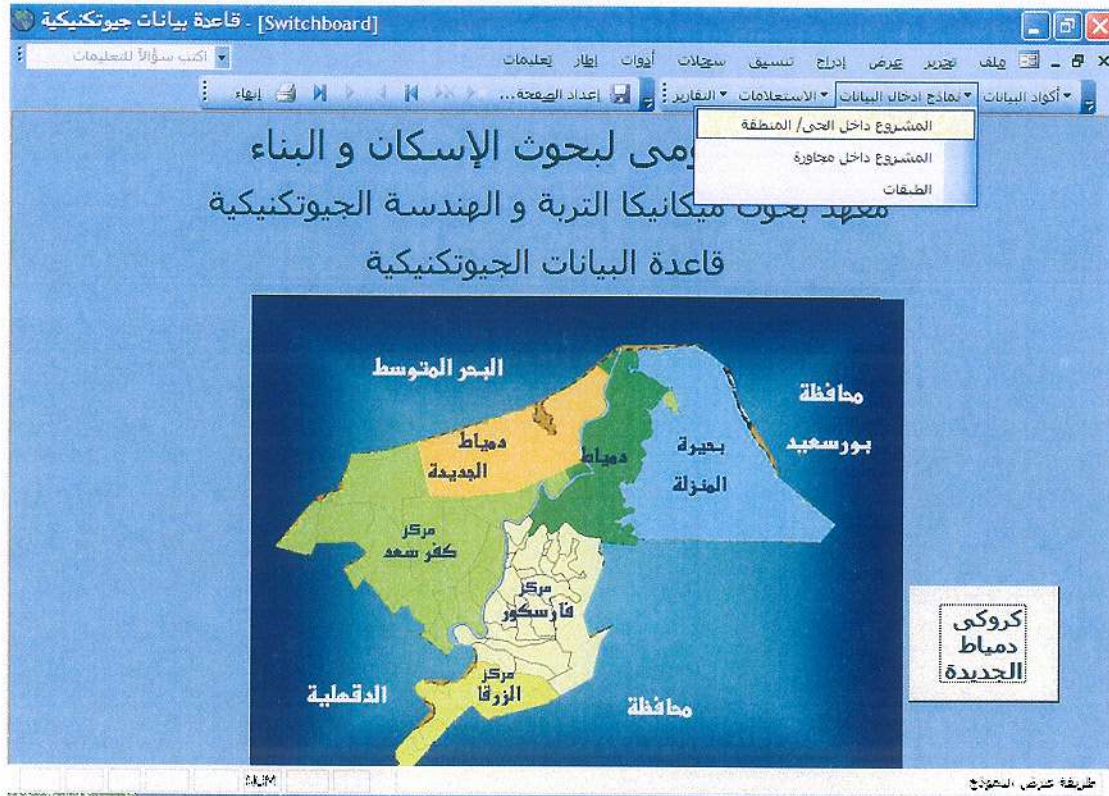 قاعدة بيانات جيوتكنيكية - [Switchboard]
ملف تحرير عرض إدراج تنسيق سجلات أدوات إطار تعليمات اكتب سؤالاً للتعليمات
أكواد البيانات نماذج ادخال البيانات الاستعلامات التقارير إعداد الصفحة... إنهاء
المشروع داخل الحى/ المنطقة
المشروع داخل مجاورة
الطبقات
ومى لبحوث الإسكان و البناء
معهد بحوث ميكانيكا التربة و الهندسة الجيوتكنيكية
قاعدة البيانات الجيوتكنيكية
البحر المتوسط
محافظة
بورسعيد
دمياط
الجديدة
دمياط
بحيرة
المنزلة
مركز
كفر سعد
مركز
فارسكور
مركز
الزرقا
الدقهلية
محافظة
كروكى
دمياط
الجديدة
طريقة عرض النموذج NUM